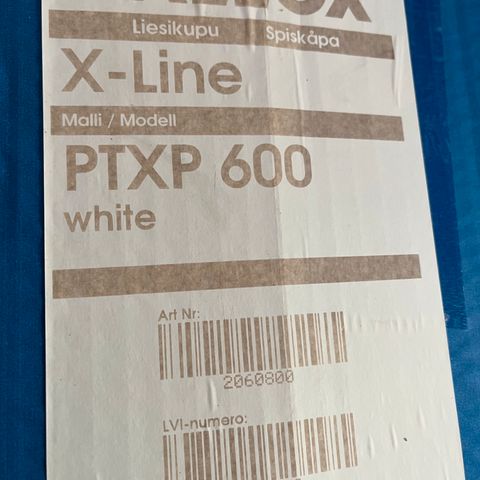 Liesikupu Spiskåpa
X-Line
Malli / Modell
PTXP 600
white
Art Nr:
2060800
LVI-numero: